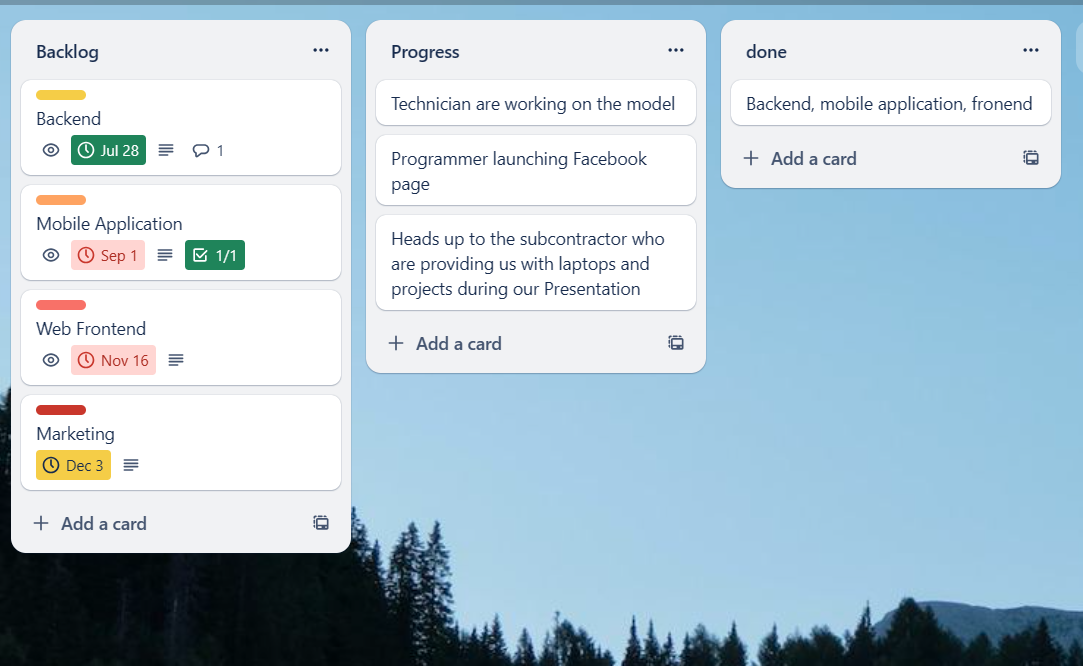 Backlog
Backend
Jul 28
1
Mobile Application
Sep 1
1/1
Web Frontend
Nov 16
Marketing
Dec 3
Add a card
Progress
Technician are working on the model
Programmer launching Facebook
page
Heads up to the subcontractor who
are providing us with laptops and
projects during our Presentation
Add a card
done
Backend, mobile application, fronend
Add a card